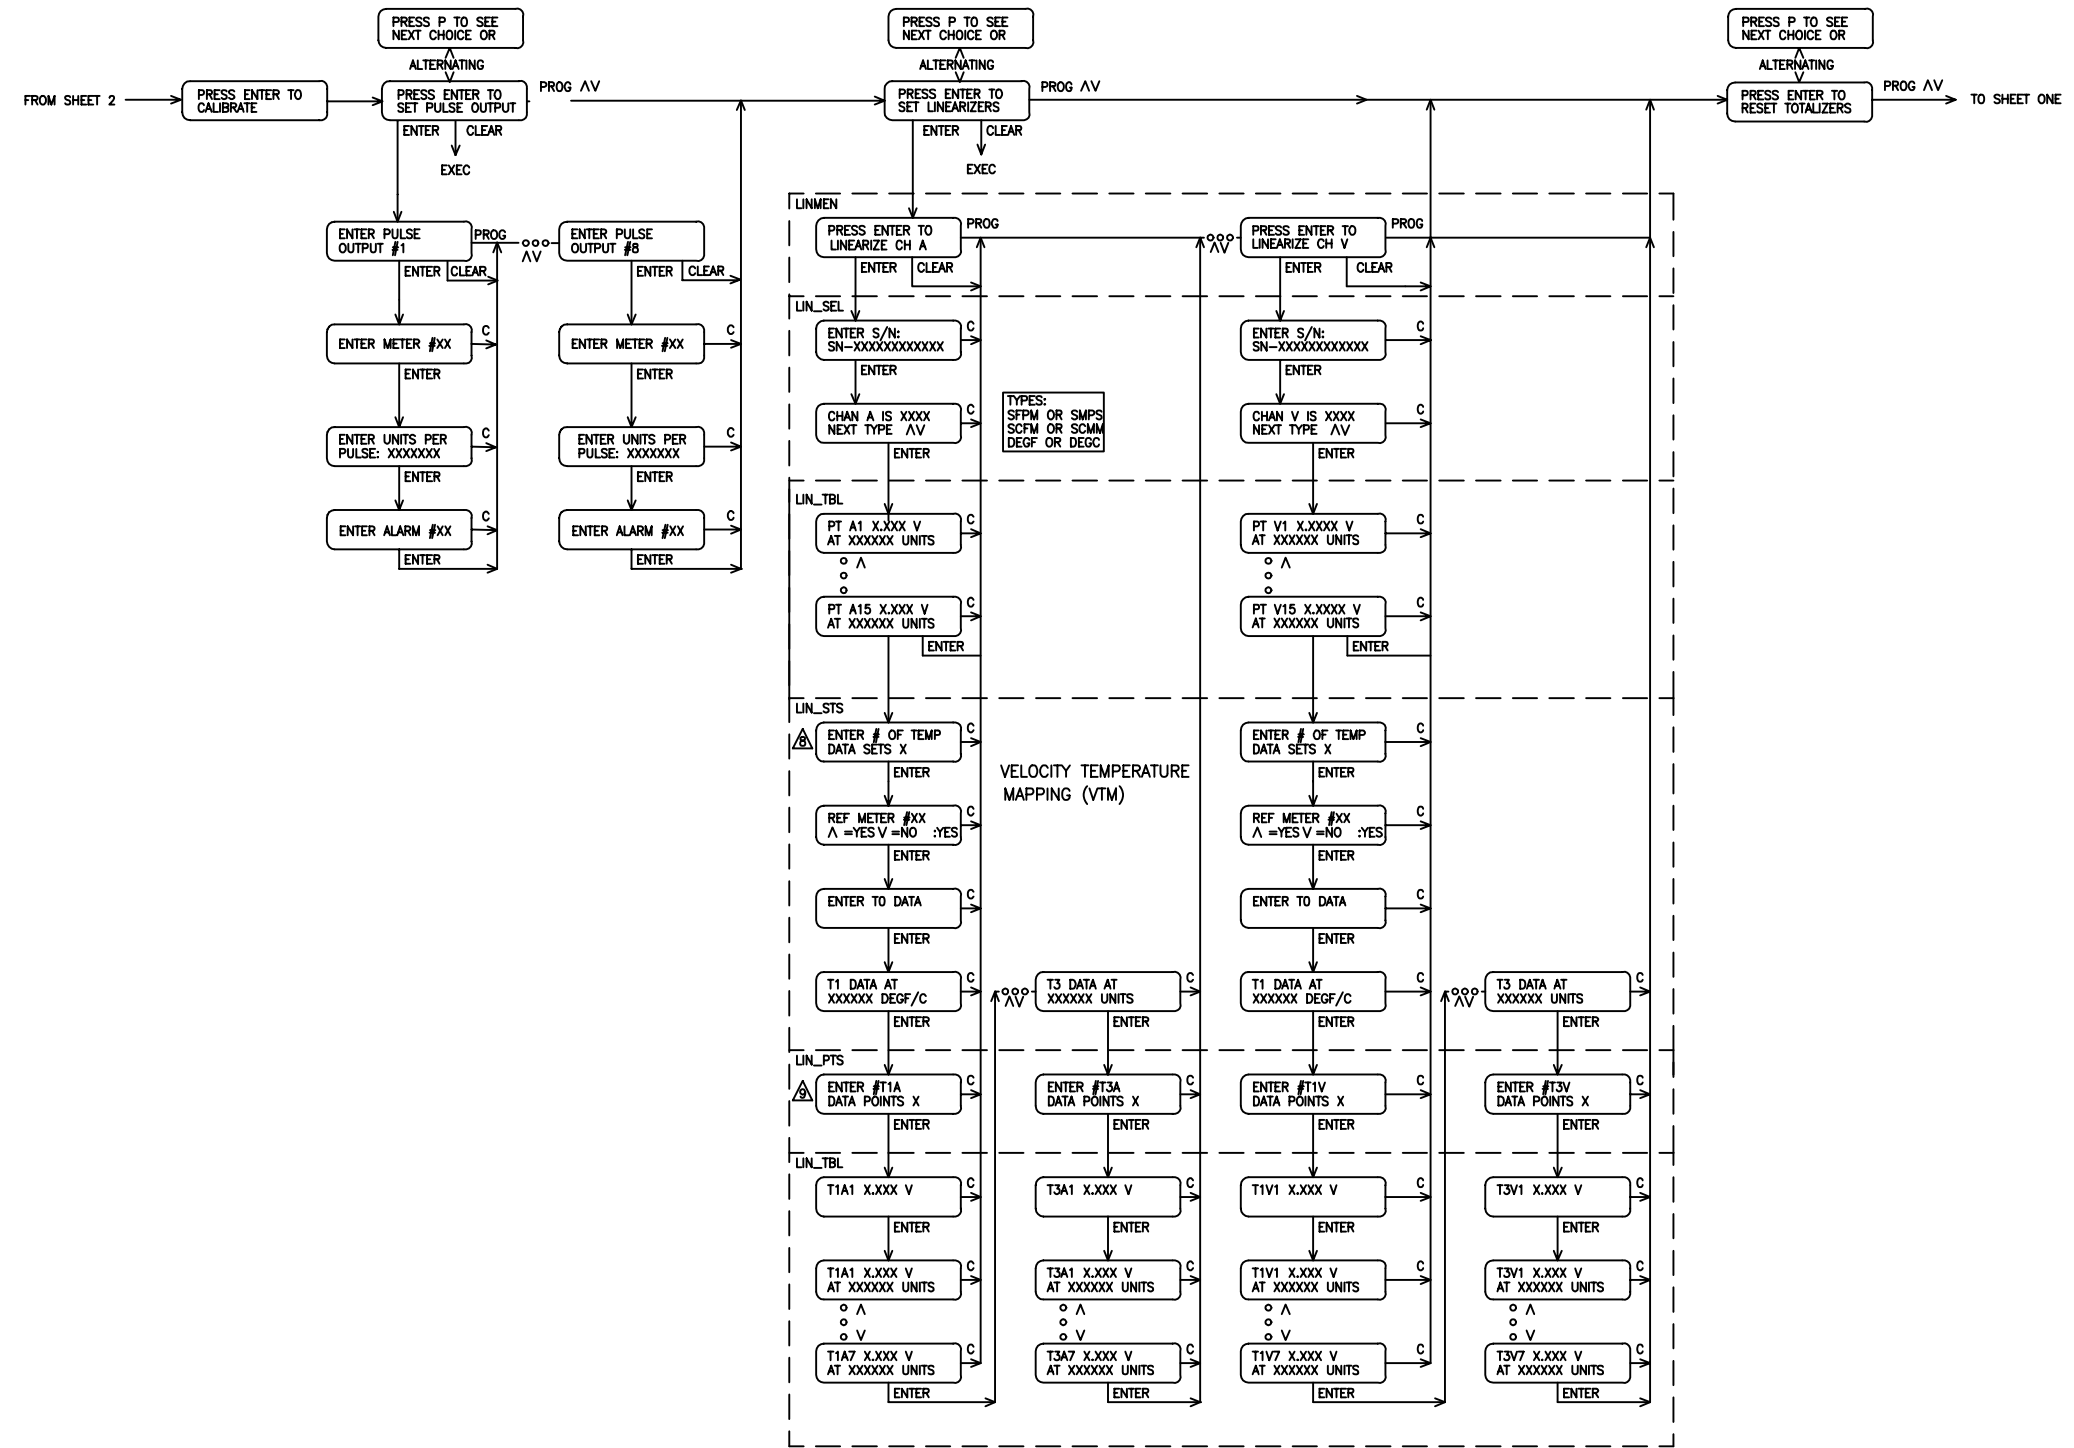 PRESS P TO SEE
NEXT CHOICE OR
ALTERNATING
FROM SHEET 2
PRESS ENTER TO
CALIBRATE
PRESS ENTER TO
SET PULSE OUTPUT
PROG ΛV
ENTER
CLEAR
EXEC
PRESS P TO SEE
NEXT CHOICE OR
ALTERNATING
PRESS ENTER TO
SET LINEARIZERS
PROG ΛV
ENTER
CLEAR
EXEC
PRESS P TO SEE
NEXT CHOICE OR
ALTERNATING
PRESS ENTER TO
RESET TOTALIZERS
PROG ΛV
TO SHEET ONE
ENTER PULSE
OUTPUT #1
PROG
ΛV
ENTER
CLEAR
ENTER METER #XX
C
ENTER
ENTER UNITS PER
PULSE: XXXXXXX
C
ENTER
ENTER ALARM #XX
C
ENTER
ENTER PULSE
OUTPUT #8
ENTER
CLEAR
ENTER METER #XX
C
ENTER
ENTER UNITS PER
PULSE: XXXXXXX
C
ENTER
ENTER ALARM #XX
C
ENTER
LINMEN
PRESS ENTER TO
LINEARIZE CH A
PROG
ΛV
ENTER
CLEAR
PRESS ENTER TO
LINEARIZE CH V
PROG
ENTER
CLEAR
LIN_SEL
ENTER S/N:
SN-XXXXXXXXXXXX
C
ENTER
CHAN A IS XXXX
NEXT TYPE ΛV
C
ENTER
TYPES:
SFPM OR SMPS
SCFM OR SCMM
DEGF OR DEGC
ENTER S/N:
SN-XXXXXXXXXXXX
C
ENTER
CHAN V IS XXXX
NEXT TYPE ΛV
C
ENTER
LIN_TBL
PT A1 X.XXX V
AT XXXXXX UNITS
C
Λ
PT A15 X.XXX V
AT XXXXXX UNITS
C
ENTER
PT V1 X.XXXX V
AT XXXXXX UNITS
C
Λ
PT V15 X.XXXX V
AT XXXXXX UNITS
C
ENTER
LIN_STS
8
ENTER # OF TEMP
DATA SETS X
C
ENTER
REF METER #XX
Λ =YES V =NO :YES
C
ENTER
ENTER TO DATA
C
ENTER
T1 DATA AT
XXXXXX DEGF/C
C
ENTER
VELOCITY TEMPERATURE
MAPPING (VTM)
ΛV
T3 DATA AT
XXXXXX UNITS
C
ENTER
ENTER # OF TEMP
DATA SETS X
C
ENTER
REF METER #XX
Λ =YES V =NO :YES
C
ENTER
ENTER TO DATA
C
ENTER
T1 DATA AT
XXXXXX DEGF/C
C
ENTER
ΛV
T3 DATA AT
XXXXXX UNITS
C
ENTER
LIN_PTS
9
ENTER #T1A
DATA POINTS X
C
ENTER
ENTER #T3A
DATA POINTS X
C
ENTER
ENTER #T1V
DATA POINTS X
C
ENTER
ENTER #T3V
DATA POINTS X
C
ENTER
LIN_TBL
T1A1 X.XXX V
C
ENTER
T1A1 X.XXX V
AT XXXXXX UNITS
C
Λ
V
T1A7 X.XXX V
AT XXXXXX UNITS
C
ENTER
T3A1 X.XXX V
C
ENTER
T3A1 X.XXX V
AT XXXXXX UNITS
C
Λ
V
T3A7 X.XXX V
AT XXXXXX UNITS
C
ENTER
T1V1 X.XXX V
C
ENTER
T1V1 X.XXX V
AT XXXXXX UNITS
C
Λ
V
T1V7 X.XXX V
AT XXXXXX UNITS
C
ENTER
T3V1 X.XXX V
C
ENTER
T3V1 X.XXX V
AT XXXXXX UNITS
C
Λ
V
T3V7 X.XXX V
AT XXXXXX UNITS
C
ENTER